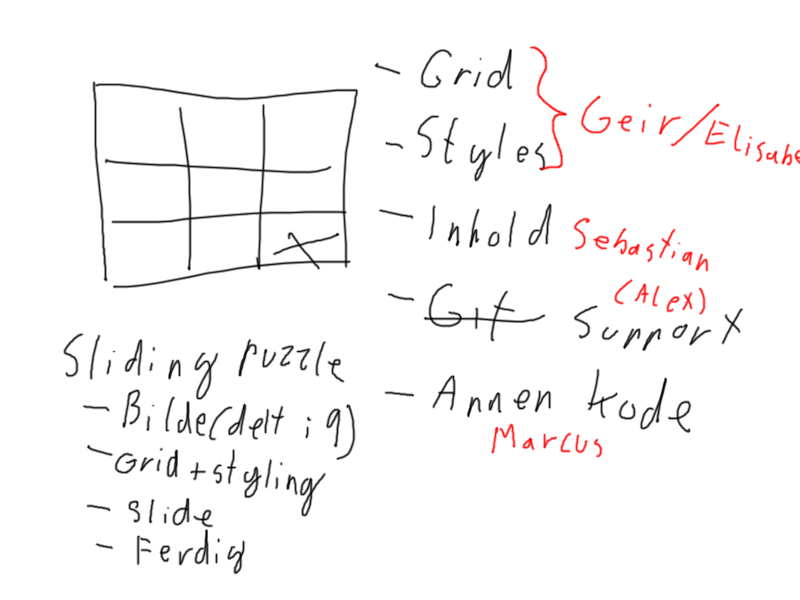 - Grid
- Styles
Geir/Elisabe
- Inhold Sebastian
(Alex)
- Git Support
- Annen kode
Marcus
Sliding puzzle
- Bilde(delt i 9)
- Grid + styling
- Slide
- Ferdig